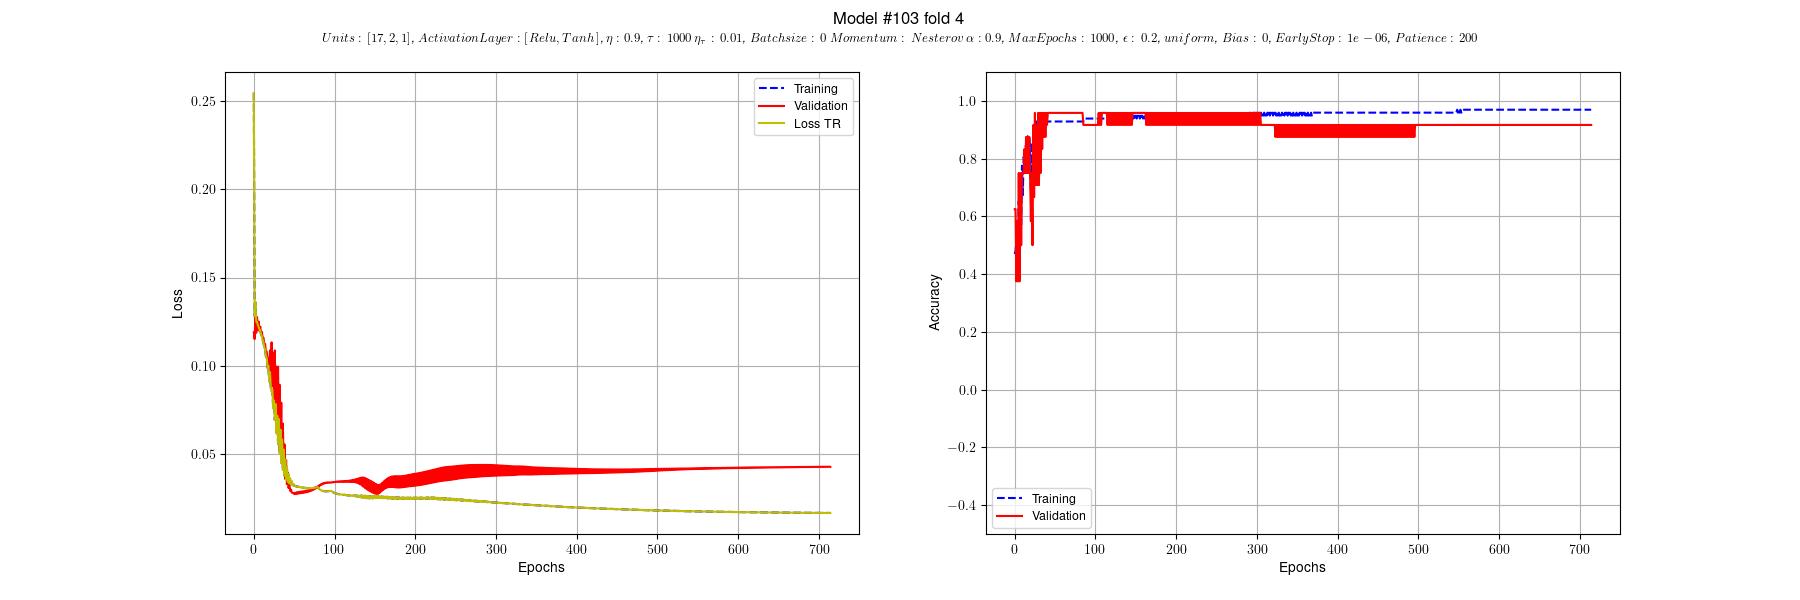 Model #103 fold 4
Units : [17, 2, 1], ActivationLayer : [Relu, Tanh], η : 0.9, τ : 1000 ητ : 0.01, Batchsize : 0 Momentum : Nesterov α : 0.9, MaxEpochs : 1000, ϵ : 0.2, uniform, Bias : 0, EarlyStop : 1e − 06, Patience : 200
Training
Validation
Loss TR
0.25
0.20
0.15
0.10
0.05
Loss
0 100 200 300 400 500 600 700
Epochs
1.0
0.8
0.6
0.4
0.2
0.0
−0.2
−0.4
Accuracy
Training
Validation
0 100 200 300 400 500 600 700
Epochs